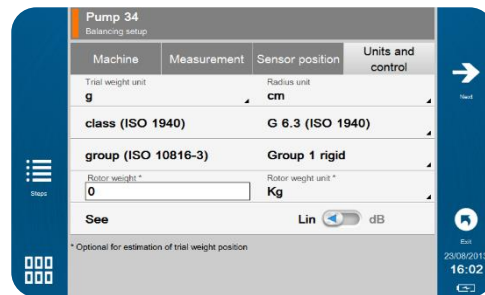 Pump 34
Balancing setup
Machine Measurement Sensor position Units and control
Trial weight unit Radius unit
g cm
class (ISO 1940) G 6.3 (ISO 1940)
group (ISO 10816-3) Group 1 rigid
Rotor weight * Rotor weght unit *
0 Kg
See Lin dB
* Optional for estimation of trial weight position
Steps
Next
Exit
23/08/2013
16:02